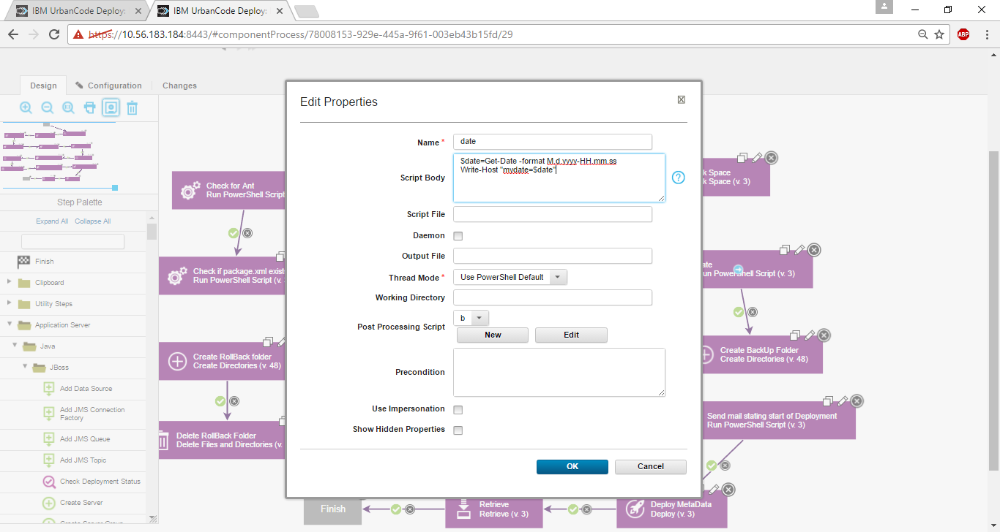 IBM UrbanCode Deploy:
IBM UrbanCode Deploy:
https://10.56.183.184:8443/#componentProcess/78008153-929e-445a-9f61-003eb43b15fd/29
ABP
Design
Configuration
Changes
Step Palette
Expand All Collapse All
Finish
Clipboard
Utility Steps
Application Server
Java
JBoss
Add Data Source
Add JMS Connection
Factory
Add JMS Queue
Add JMS Topic
Check Deployment Status
Create Server
Create Server Group
Check for Ant
Run PowerShell Script
Check if package.xml exist
Run PowerShell Script (v.
Create RollBack folder
Create Directories (v. 48)
Delete RollBack Folder
Delete Files and Directories (v.
Edit Properties
Name *
date
Script Body
$date=Get-Date -format M.d.yyyy-HH.mm.ss
Write-Host "mydate=$date"
?
Script File
Daemon
Output File
Thread Mode *
Use PowerShell Default
Working Directory
Post Processing Script
b
New
Edit
Precondition
Use Impersonation
Show Hidden Properties
OK
Cancel
k Space
k Space (v. 3)
ate
un PowerShell Script (v. 3)
Create BackUp Folder
Create Directories (v. 48)
Send mail stating start of Deployment
Run PowerShell Script (v. 3)
Finish
Retrieve
Retrieve (v. 3)
Deploy MetaData
Deploy (v. 3)